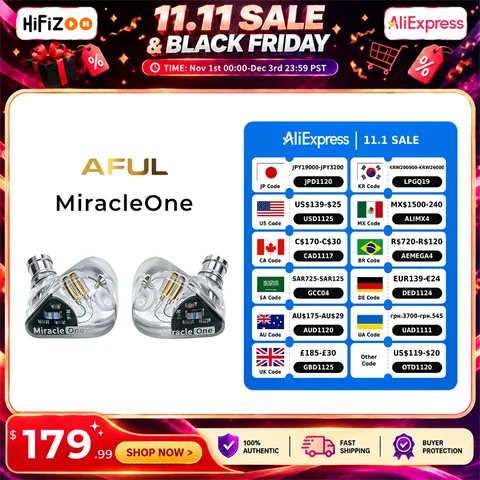 HiFiZoo
11.11 SALE
& BLACK FRIDAY
AliExpress
TIME: Nov 1st 00:00-Dec 3rd 23:59 PST
AFUL
MiracleOne
Miracle One
Miracle One
AliExpress | 11.1 SALE
JP Code
JPY19000-JPY3200
JPD1120
KR Code
KRW200000-KRW26000
LPGQ19
US Code
US$139-$25
USD1125
MX Code
MX$1500-240
ALIMX4
CA Code
C$170-C$30
CAD1117
BR Code
R$720-R$120
AEMEGA4
SA Code
SAR725-SAR125
GCC04
DE Code
EUR139-€24
DED1124
AU Code
AU$175-AU$29
AUD1120
UA Code
грн.3700-грн.545
UAD1111
UK Code
£185-£30
GBD1125
Other
Code
US$119-$20
OTD1120
$179.99
SHOP NOW >
100%
AUTHENTIC
FAST
SHIPPING
BUYER
PROTECTION